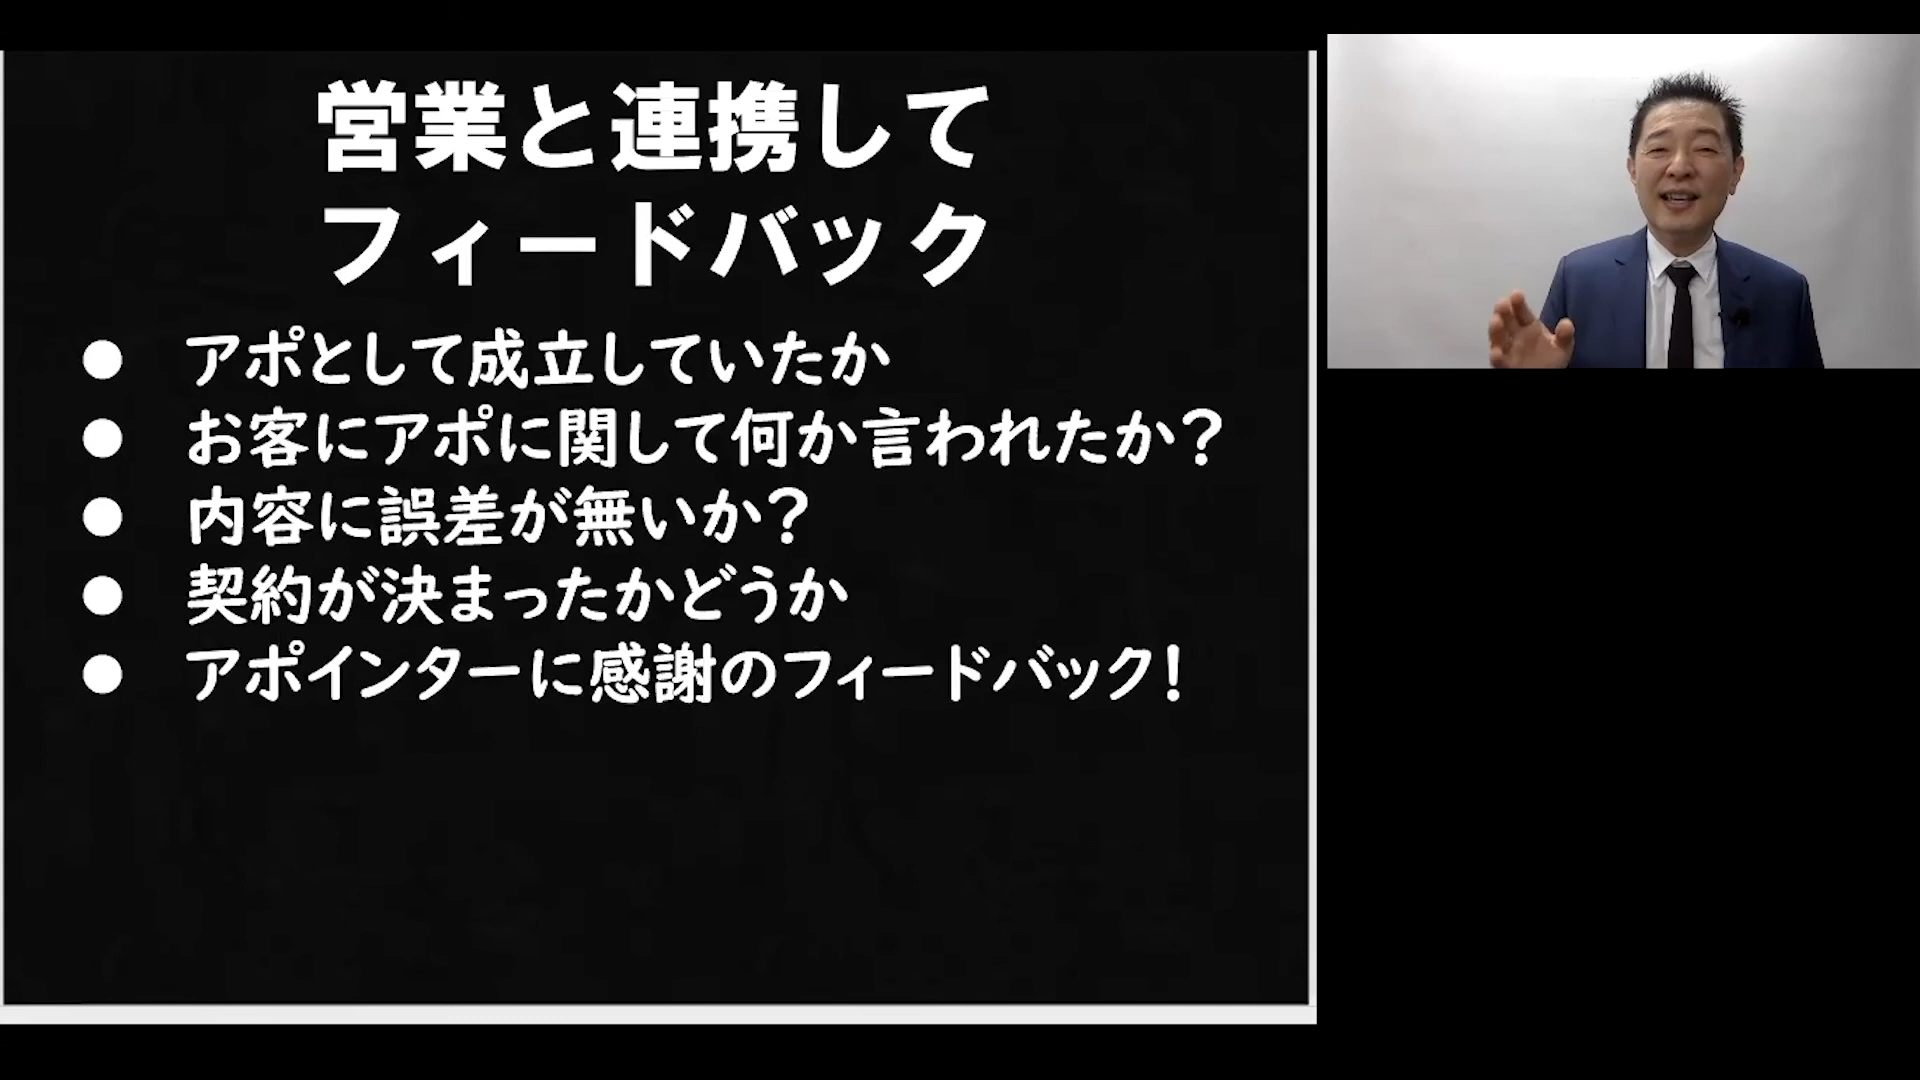 営業と連携して
フィードバック
● アポとして成立していたか
● お客にアポに関して何か言われたか?
● 内容に誤差が無いか?
● 契約が決まったかどうか
● アポインターに感謝のフィードバック!